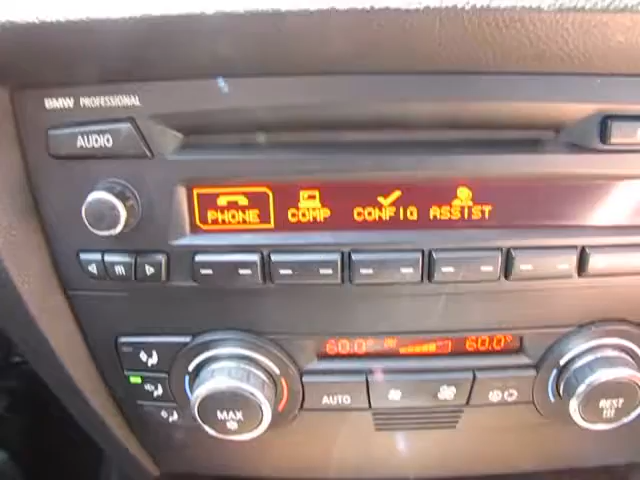 BMW PROFESSIONAL
AUDIO
PHONE COMP CONFIG ASSIST
m
60.0° 60.0°
MAX
AUTO
REST